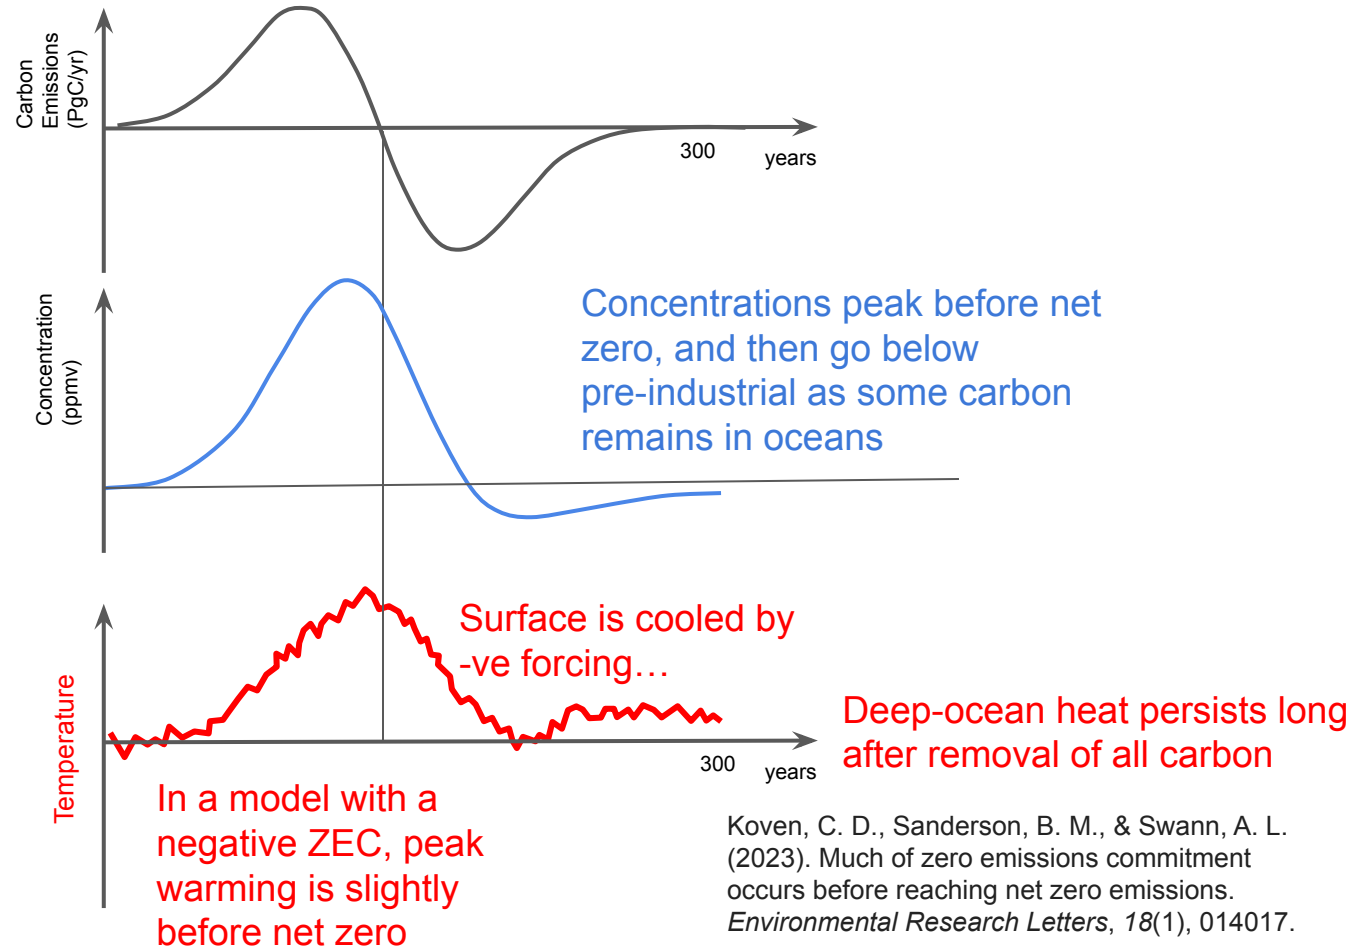 Carbon
Emissions
(PgC/yr)
300
years
Concentration
(ppmv)
Concentrations peak before net
zero, and then go below
pre-industrial as some carbon
remains in oceans
Temperature
Surface is cooled by
-ve forcing…
300
years
Deep-ocean heat persists long
after removal of all carbon
In a model with a
negative ZEC, peak
warming is slightly
before net zero
Koven, C. D., Sanderson, B. M., & Swann, A. L.
(2023). Much of zero emissions commitment
occurs before reaching net zero emissions.
Environmental Research Letters, 18(1), 014017.